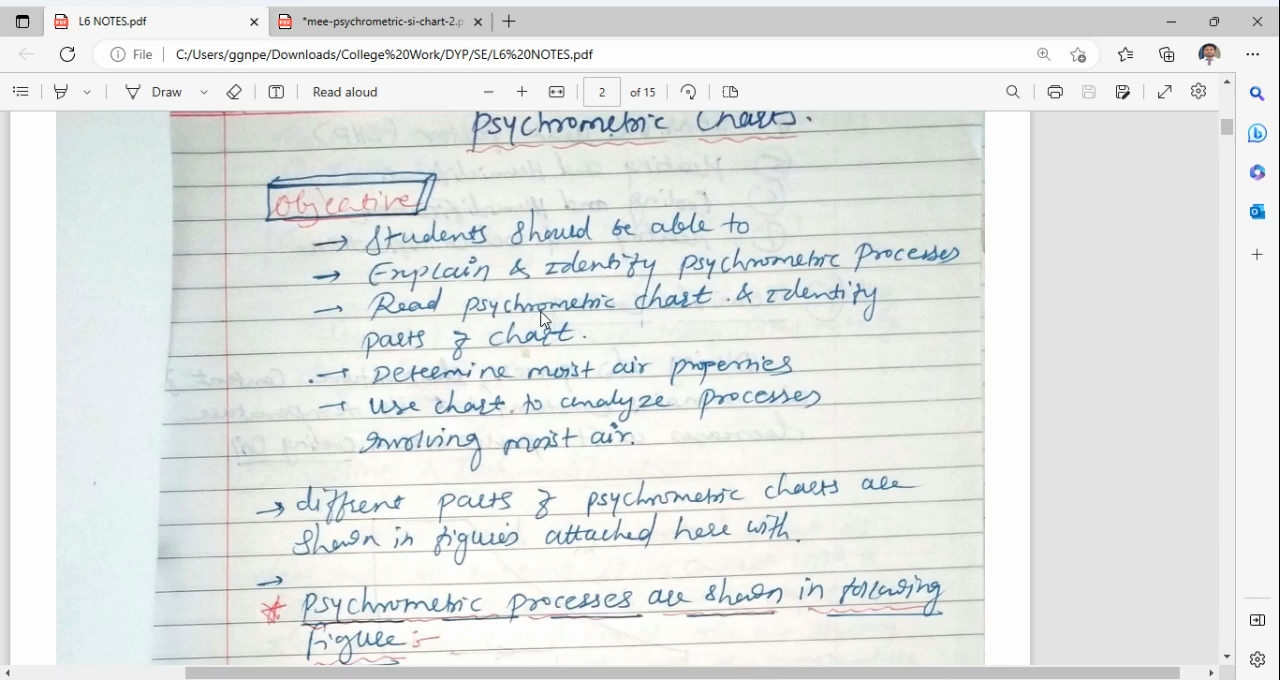 L6 NOTES.pdf
*mee-psychrometric-si-chart-2.p
File
C:/Users/ggnpe/Downloads/College%20Work/DYP/SE/L6%20NOTES.pdf
Draw
Read aloud
2
of 15
Psychrometric Charts.
Objective
→ Students should be able to
→ Explain & Identify psychrometric Processes
→ Read psychrometric chart. & identify
parts of chart.
→ Determine moist air properties
→ Use chart to analyze processes
Involving moist air.
→ different parts of psychrometric charts are
shown in figures attached here with.
→
* Psychrometric processes are shown in following
figure :-